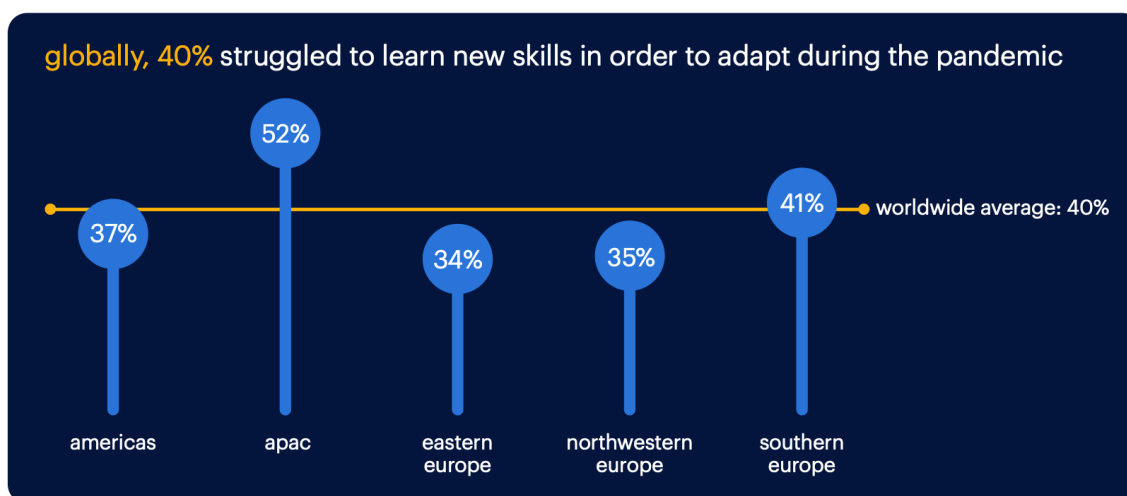 globally, 40% struggled to learn new skills in order to adapt during the pandemic
52%
41%
worldwide average: 40%
37%
34%
35%
americas
apac
eastern
europe
northwestern
europe
southern
europe